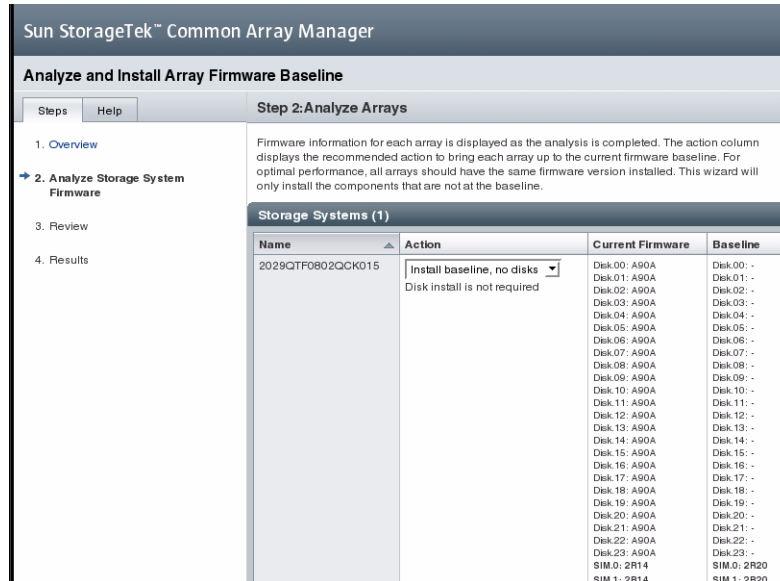 Sun StorageTek™ Common Array Manager
Analyze and Install Array Firmware Baseline
Steps
Help
1. Overview
2. Analyze Storage System
Firmware
3. Review
4. Results
Step 2:Analyze Arrays
Firmware information for each array is displayed as the analysis is completed. The action column
displays the recommended action to bring each array up to the current firmware baseline. For
optimal performance, all arrays should have the same firmware version installed. This wizard will
only install the components that are not at the baseline.
Storage Systems (1)
Name Action Current Firmware Baseline
2029QTF0802QCK015
Install baseline, no disks
Disk install is not required
Disk.00: A90A Disk.00: -
Disk.01: A90A Disk.01: -
Disk.02: A90A Disk.02: -
Disk.03: A90A Disk.03: -
Disk.04: A90A Disk.04: -
Disk.05: A90A Disk.05: -
Disk.06: A90A Disk.06: -
Disk.07: A90A Disk.07: -
Disk.08: A90A Disk.08: -
Disk.09: A90A Disk.09: -
Disk.10: A90A Disk.10: -
Disk.11: A90A Disk.11: -
Disk.12: A90A Disk.12: -
Disk.13: A90A Disk.13: -
Disk.14: A90A Disk.14: -
Disk.15: A90A Disk.15: -
Disk.16: A90A Disk.16: -
Disk.17: A90A Disk.17: -
Disk.18: A90A Disk.18: -
Disk.19: A90A Disk.19: -
Disk.20: A90A Disk.20: -
Disk.21: A90A Disk.21: -
Disk.22: A90A Disk.22: -
Disk.23: A90A Disk.23: -
SIM.0: 2R14 SIM.0: 2R20
SIM.1: 2R14 SIM.1: 2R20